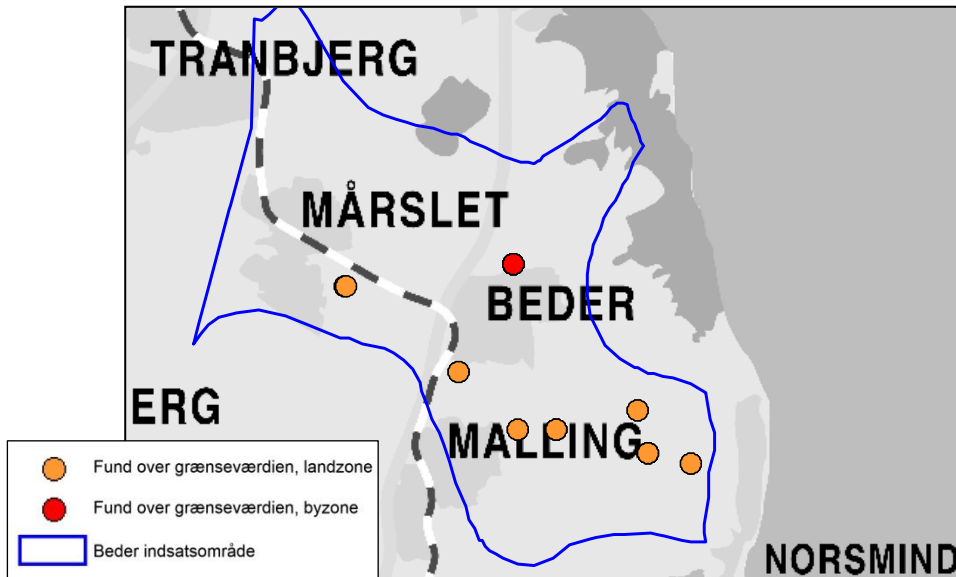 TRANBJERG
MÅRSLET
BEDER
ERG
MALLING
Fund over grænseværdien, landzone
Fund over grænseværdien, byzone
Beder indsatsområde
NORSMIND